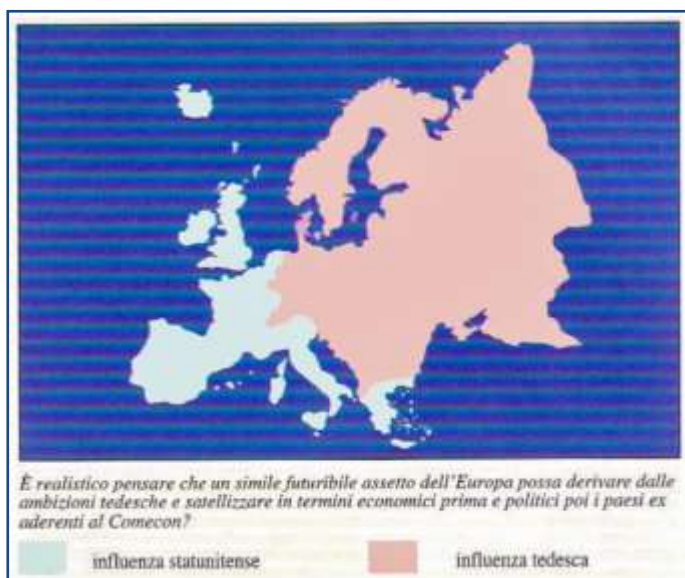 È realistico pensare che un simile futuribile assetto dell'Europa possa derivare dalle
ambizioni tedesche e satellizzare in termini economici prima e politici poi i paesi ex
aderenti al Comecon?
influenza statunitense
influenza tedesca